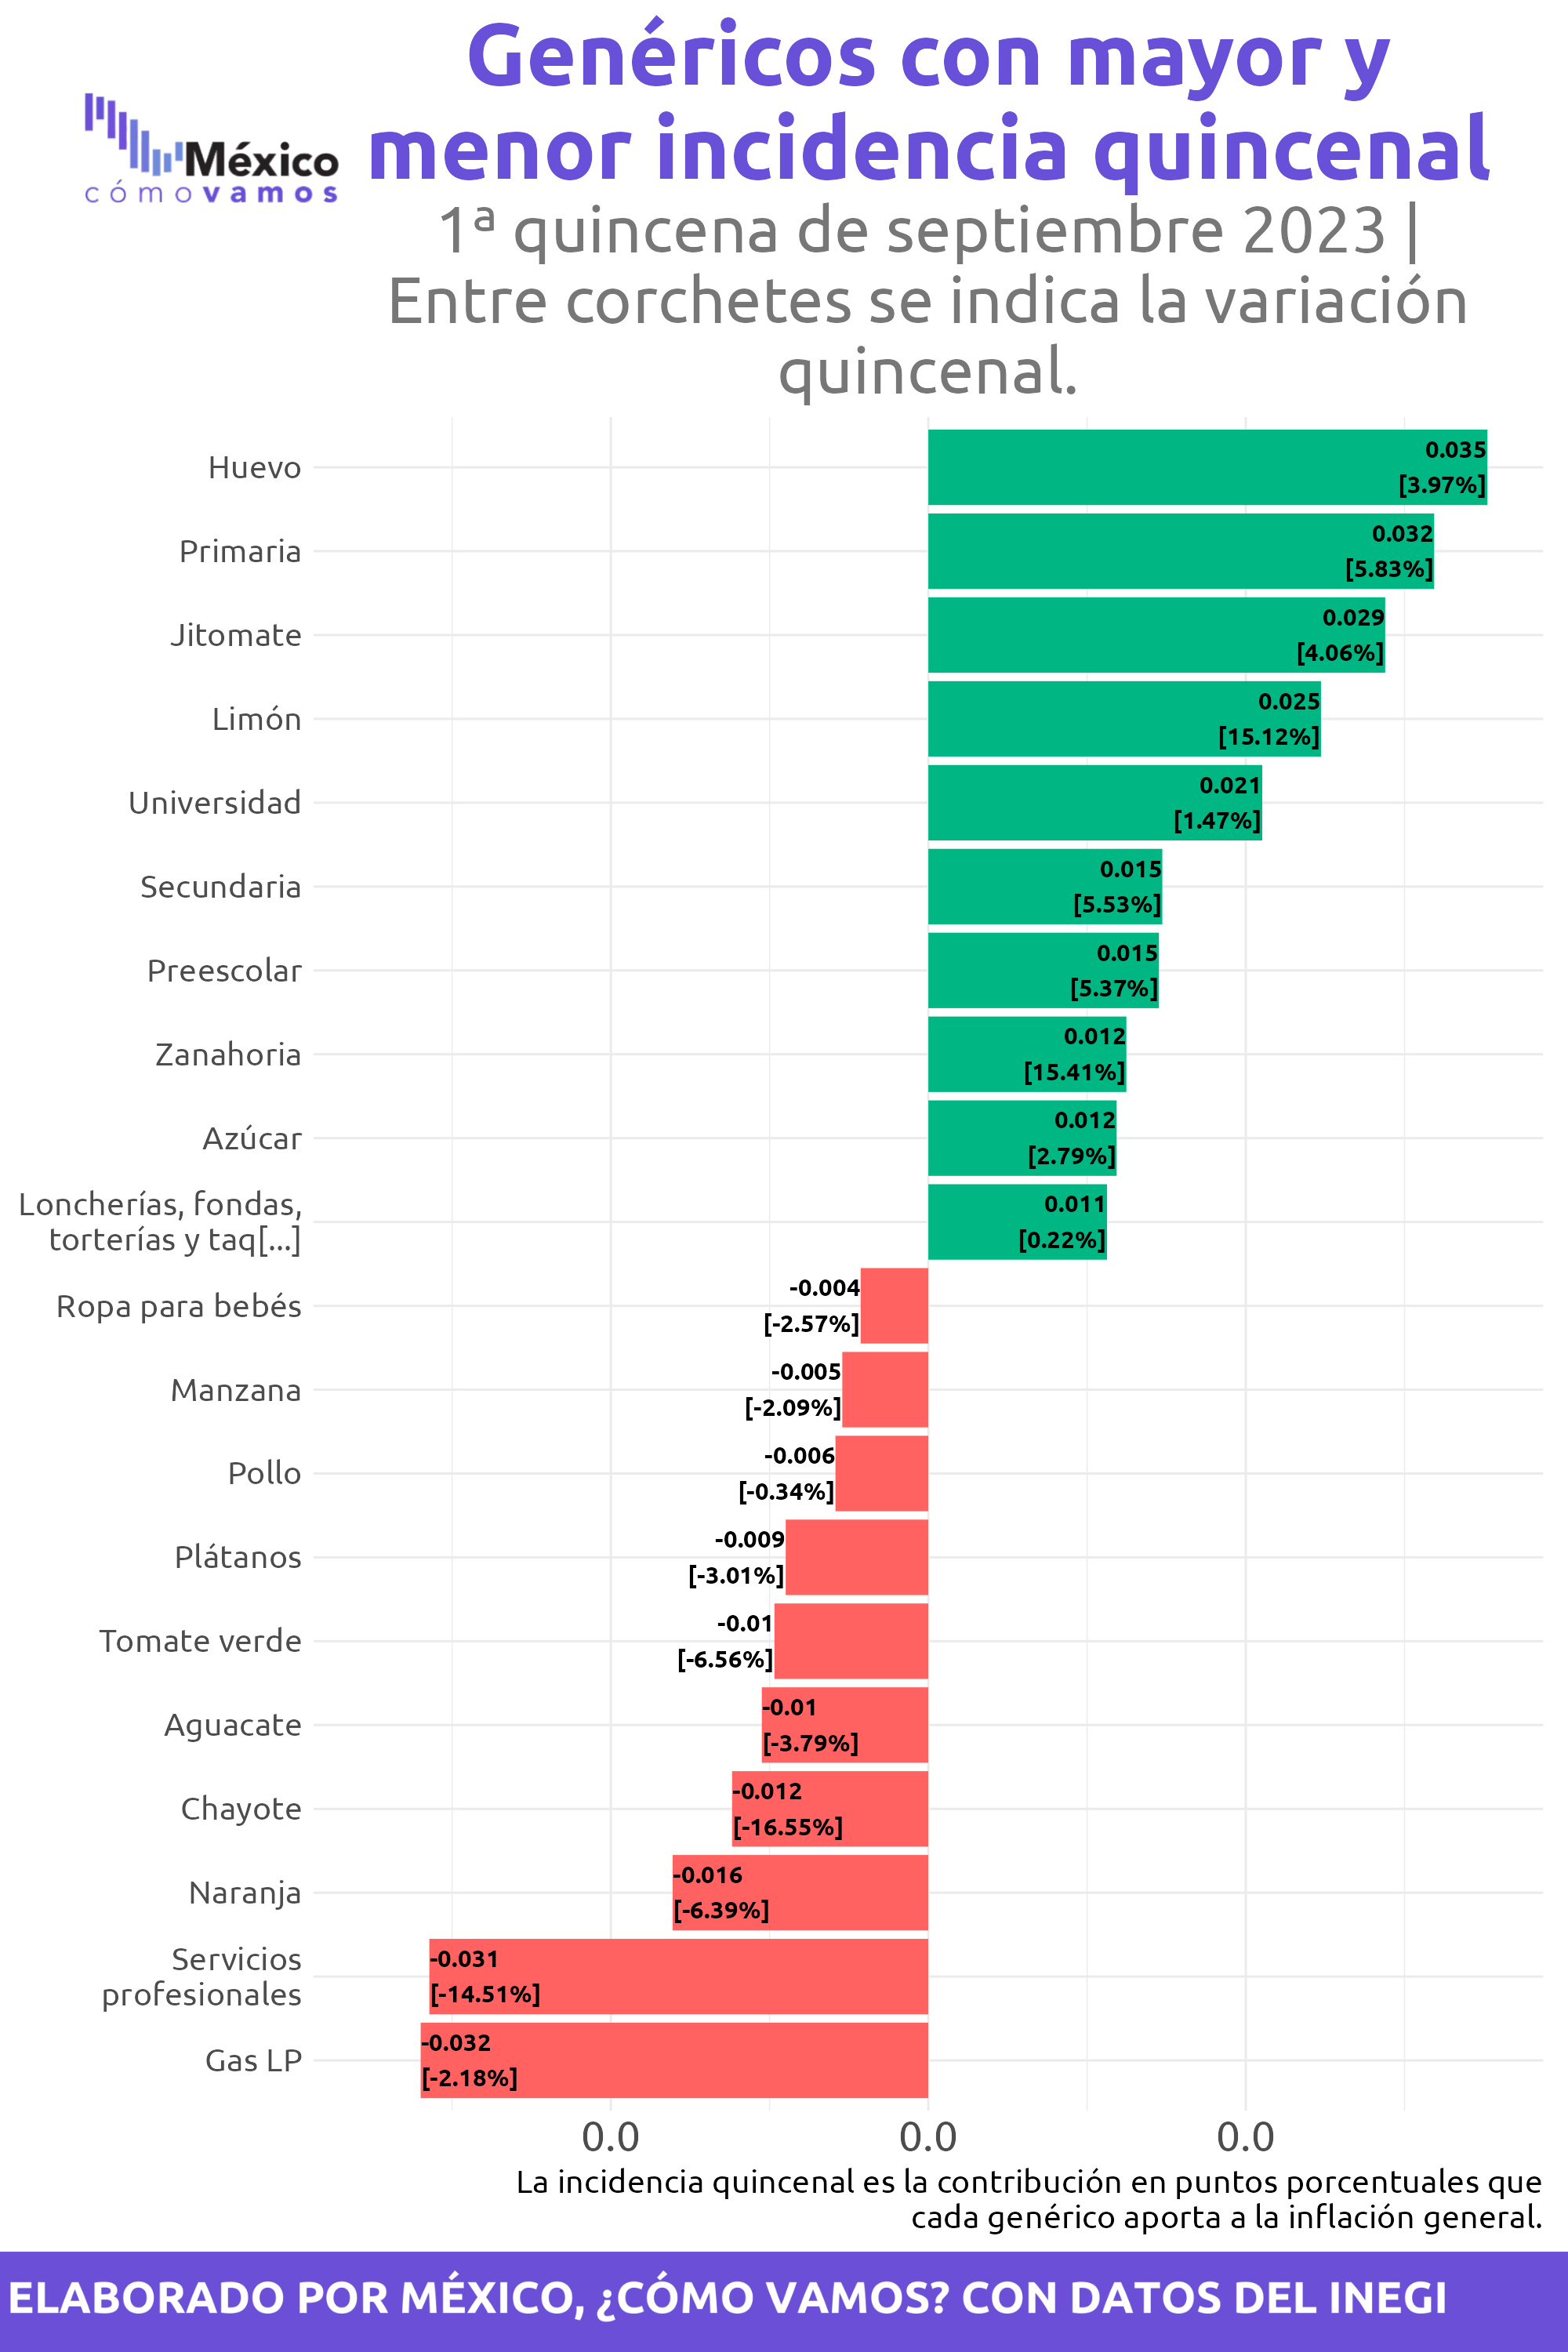 Genéricos con mayor y
menor incidencia quincenal
México
cómovamos
1ª quincena de septiembre 2023 |
Entre corchetes se indica la variación
quincenal.
Huevo
0.035
[3.97%]
Primaria
0.032
[5.83%]
Jitomate
0.029
[4.06%]
Limón
0.025
[15.12%]
Universidad
0.021
[1.47%]
Secundaria
0.015
[5.53%]
Preescolar
0.015
[5.37%]
Zanahoria
0.012
[15.41%]
Azúcar
0.012
[2.79%]
Loncherías, fondas,
torterías y taq[...]
0.011
[0.22%]
Ropa para bebés
-0.004
[-2.57%]
Manzana
-0.005
[-2.09%]
Pollo
-0.006
[-0.34%]
Plátanos
-0.009
[-3.01%]
Tomate verde
-0.01
[-6.56%]
Aguacate
-0.01
[-3.79%]
Chayote
-0.012
[-16.55%]
Naranja
-0.016
[-6.39%]
Servicios
profesionales
-0.031
[-14.51%]
Gas LP
-0.032
[-2.18%]
0.0 0.0 0.0
La incidencia quincenal es la contribución en puntos porcentuales que
cada genérico aporta a la inflación general.
ELABORADO POR MÉXICO, ¿CÓMO VAMOS? CON DATOS DEL INEGI